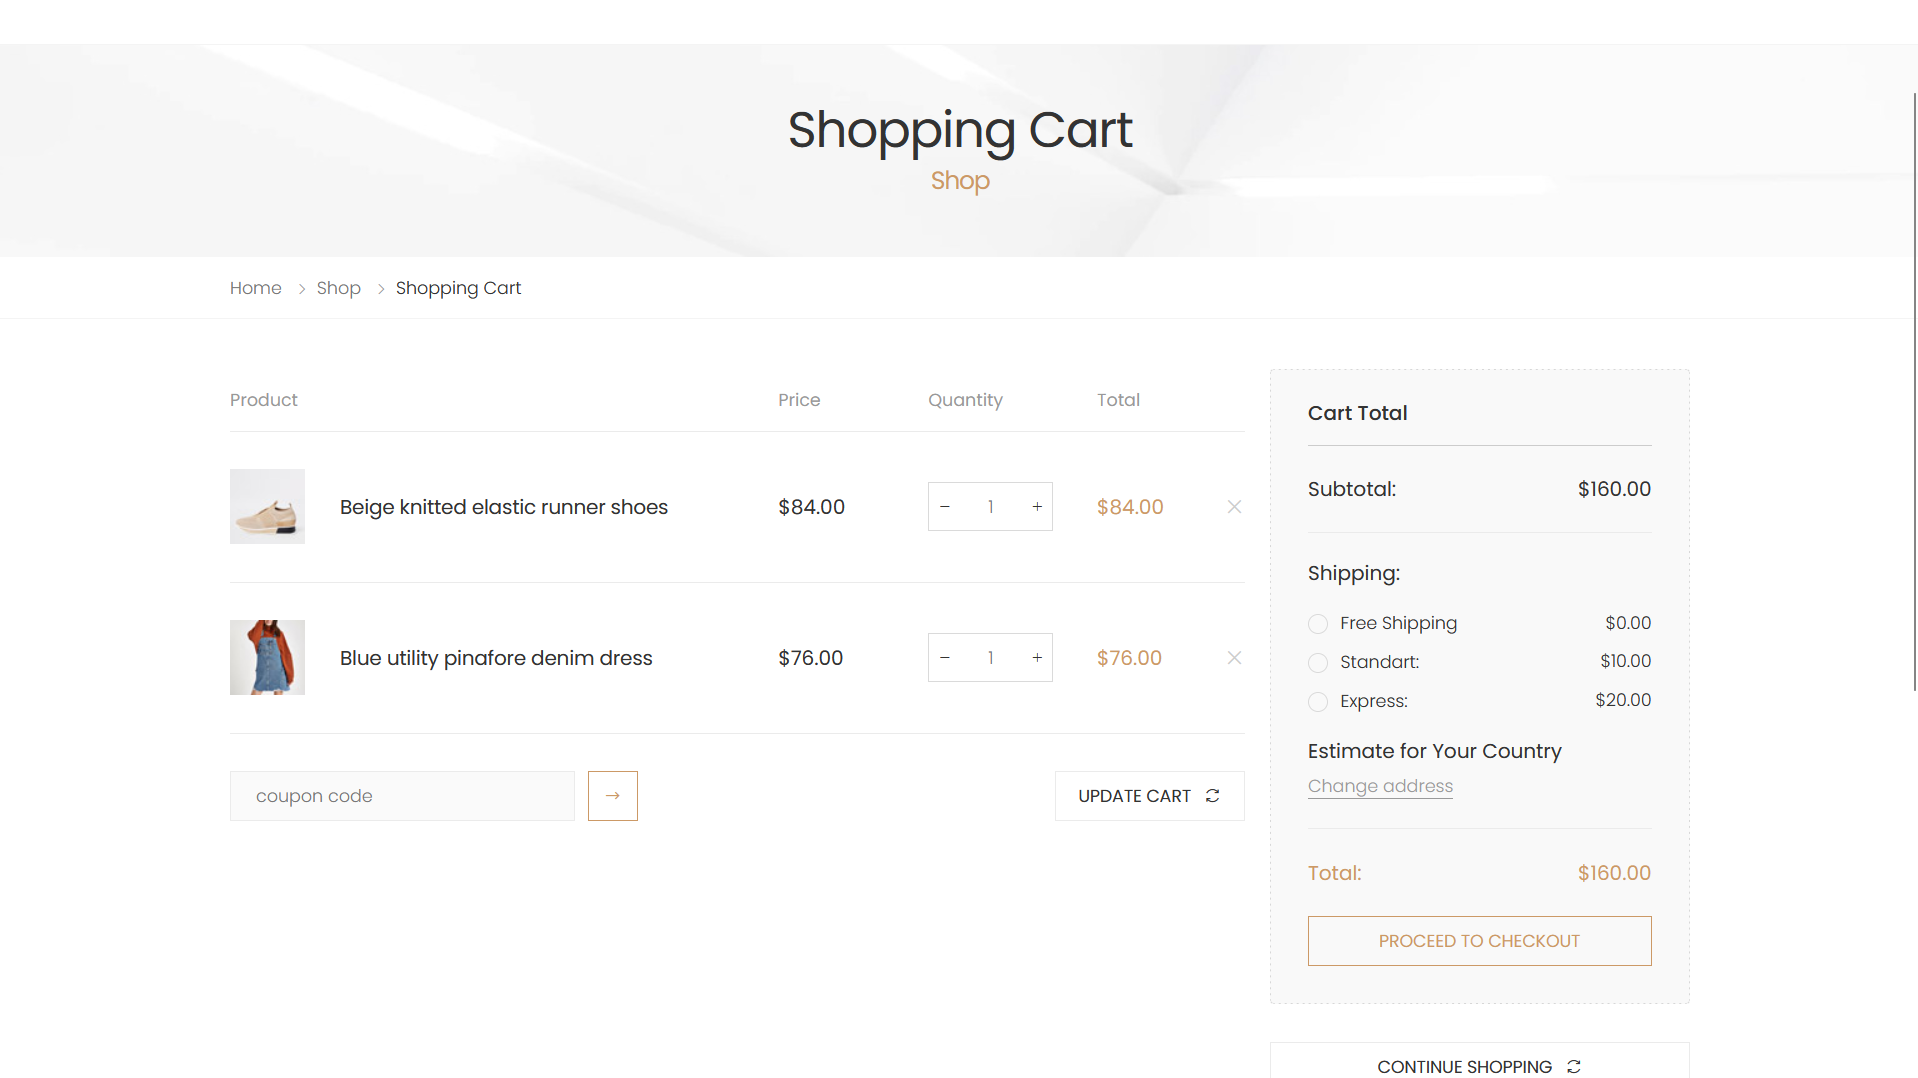 Shopping Cart
Shop
Home > Shop > Shopping Cart
Product Price Quantity Total
Beige knitted elastic runner shoes $84.00 − 1 + $84.00 ×
Blue utility pinafore denim dress $76.00 − 1 + $76.00 ×
coupon code → UPDATE CART
Cart Total
Subtotal: $160.00
Shipping:
Free Shipping $0.00
Standart: $10.00
Express: $20.00
Estimate for Your Country
Change address
Total: $160.00
PROCEED TO CHECKOUT
CONTINUE SHOPPING